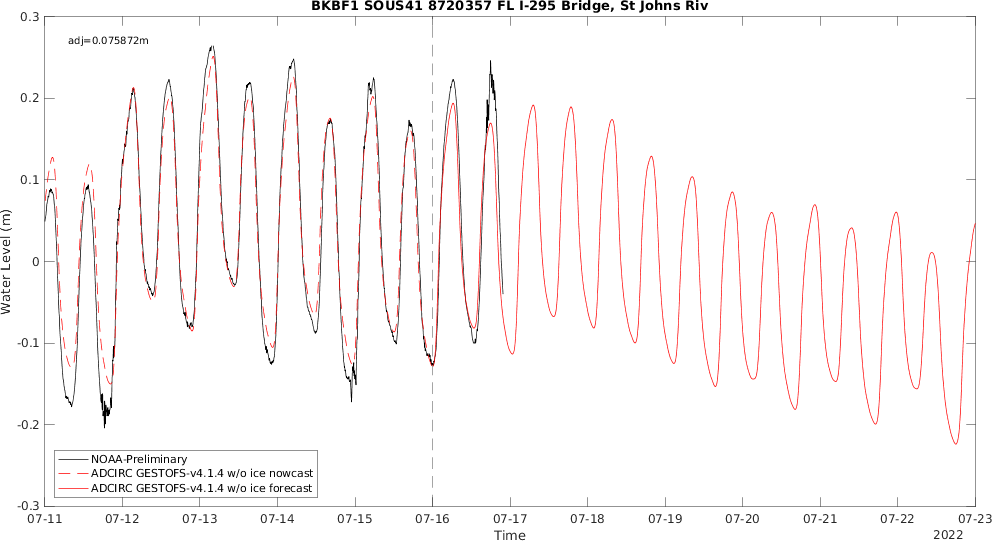 BKBF1 SOUS41 8720357 FL I-295 Bridge, St Johns Riv
0.3
adj=0.075872m
0.2
0.1
0
-0.1
-0.2
-0.3
Water Level (m)
NOAA-Preliminary
ADCIRC GESTOFS-v4.1.4 w/o ice nowcast
ADCIRC GESTOFS-v4.1.4 w/o ice forecast
07-11 07-12 07-13 07-14 07-15 07-16 07-17 07-18 07-19 07-20 07-21 07-22 07-23
Time
2022